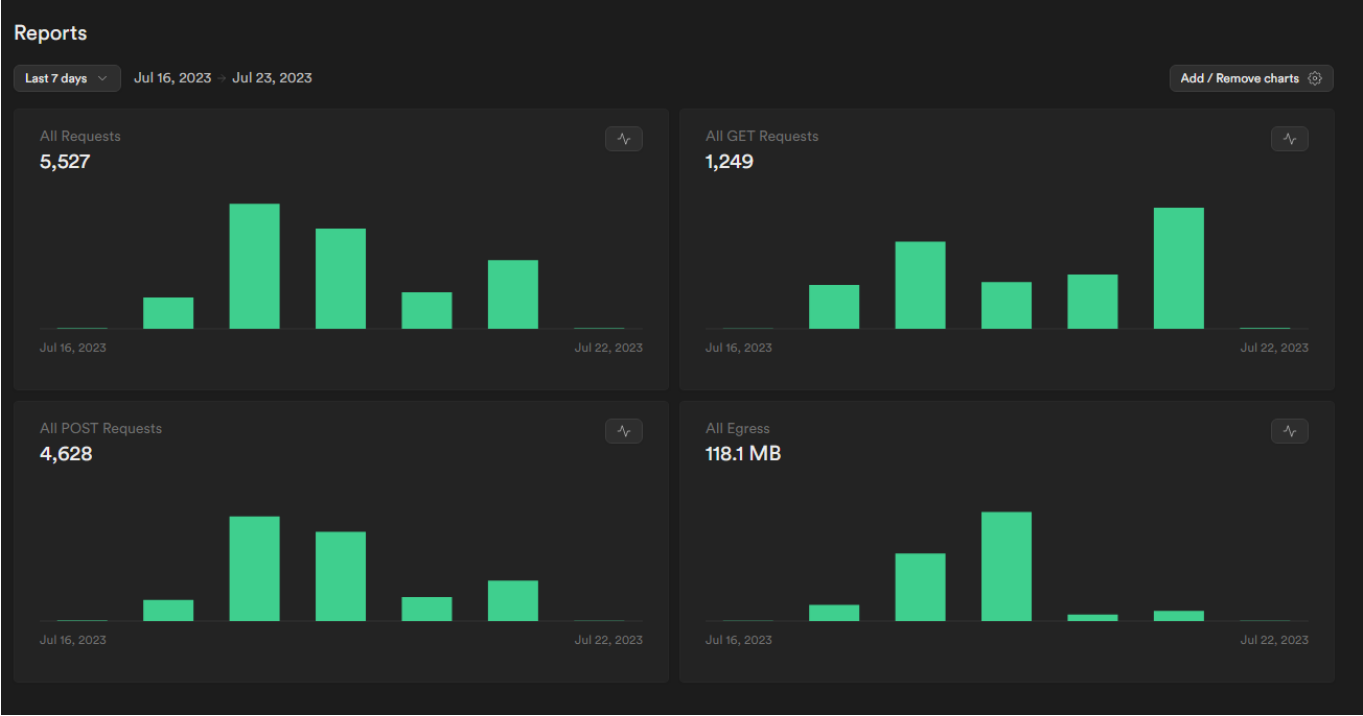 Reports
Last 7 days Jul 16, 2023 → Jul 23, 2023 Add / Remove charts
All Requests
5,527
Jul 16, 2023 Jul 22, 2023
All GET Requests
1,249
Jul 16, 2023 Jul 22, 2023
All POST Requests
4,628
Jul 16, 2023 Jul 22, 2023
All Egress
118.1 MB
Jul 16, 2023 Jul 22, 2023